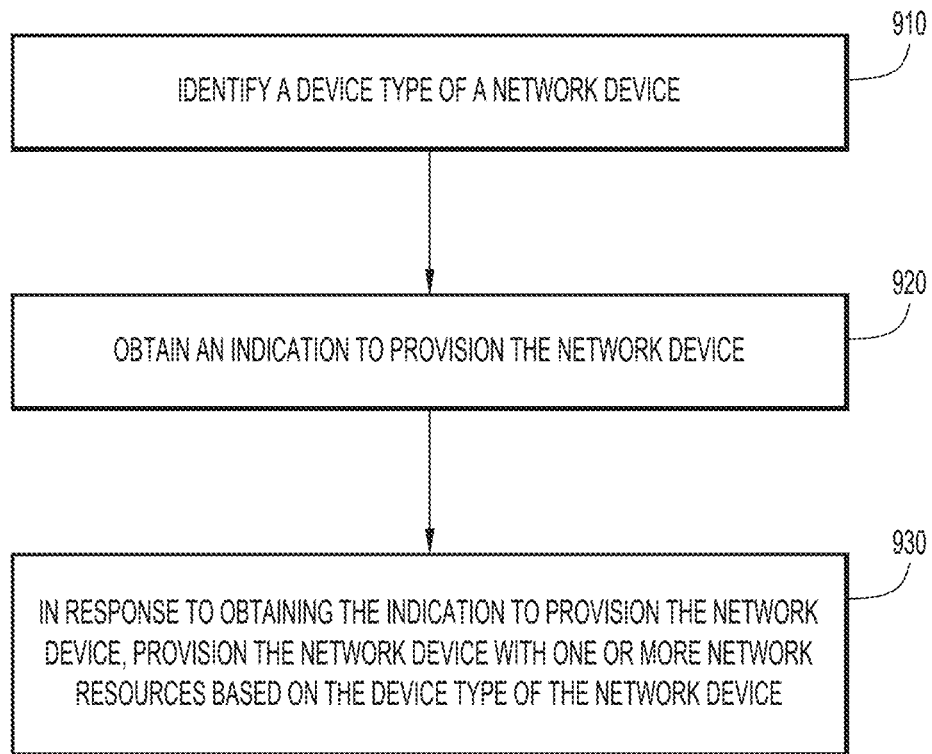 910
IDENTIFY A DEVICE TYPE OF A NETWORK DEVICE
920
OBTAIN AN INDICATION TO PROVISION THE NETWORK DEVICE
930
IN RESPONSE TO OBTAINING THE INDICATION TO PROVISION THE NETWORK
DEVICE, PROVISION THE NETWORK DEVICE WITH ONE OR MORE NETWORK
RESOURCES BASED ON THE DEVICE TYPE OF THE NETWORK DEVICE